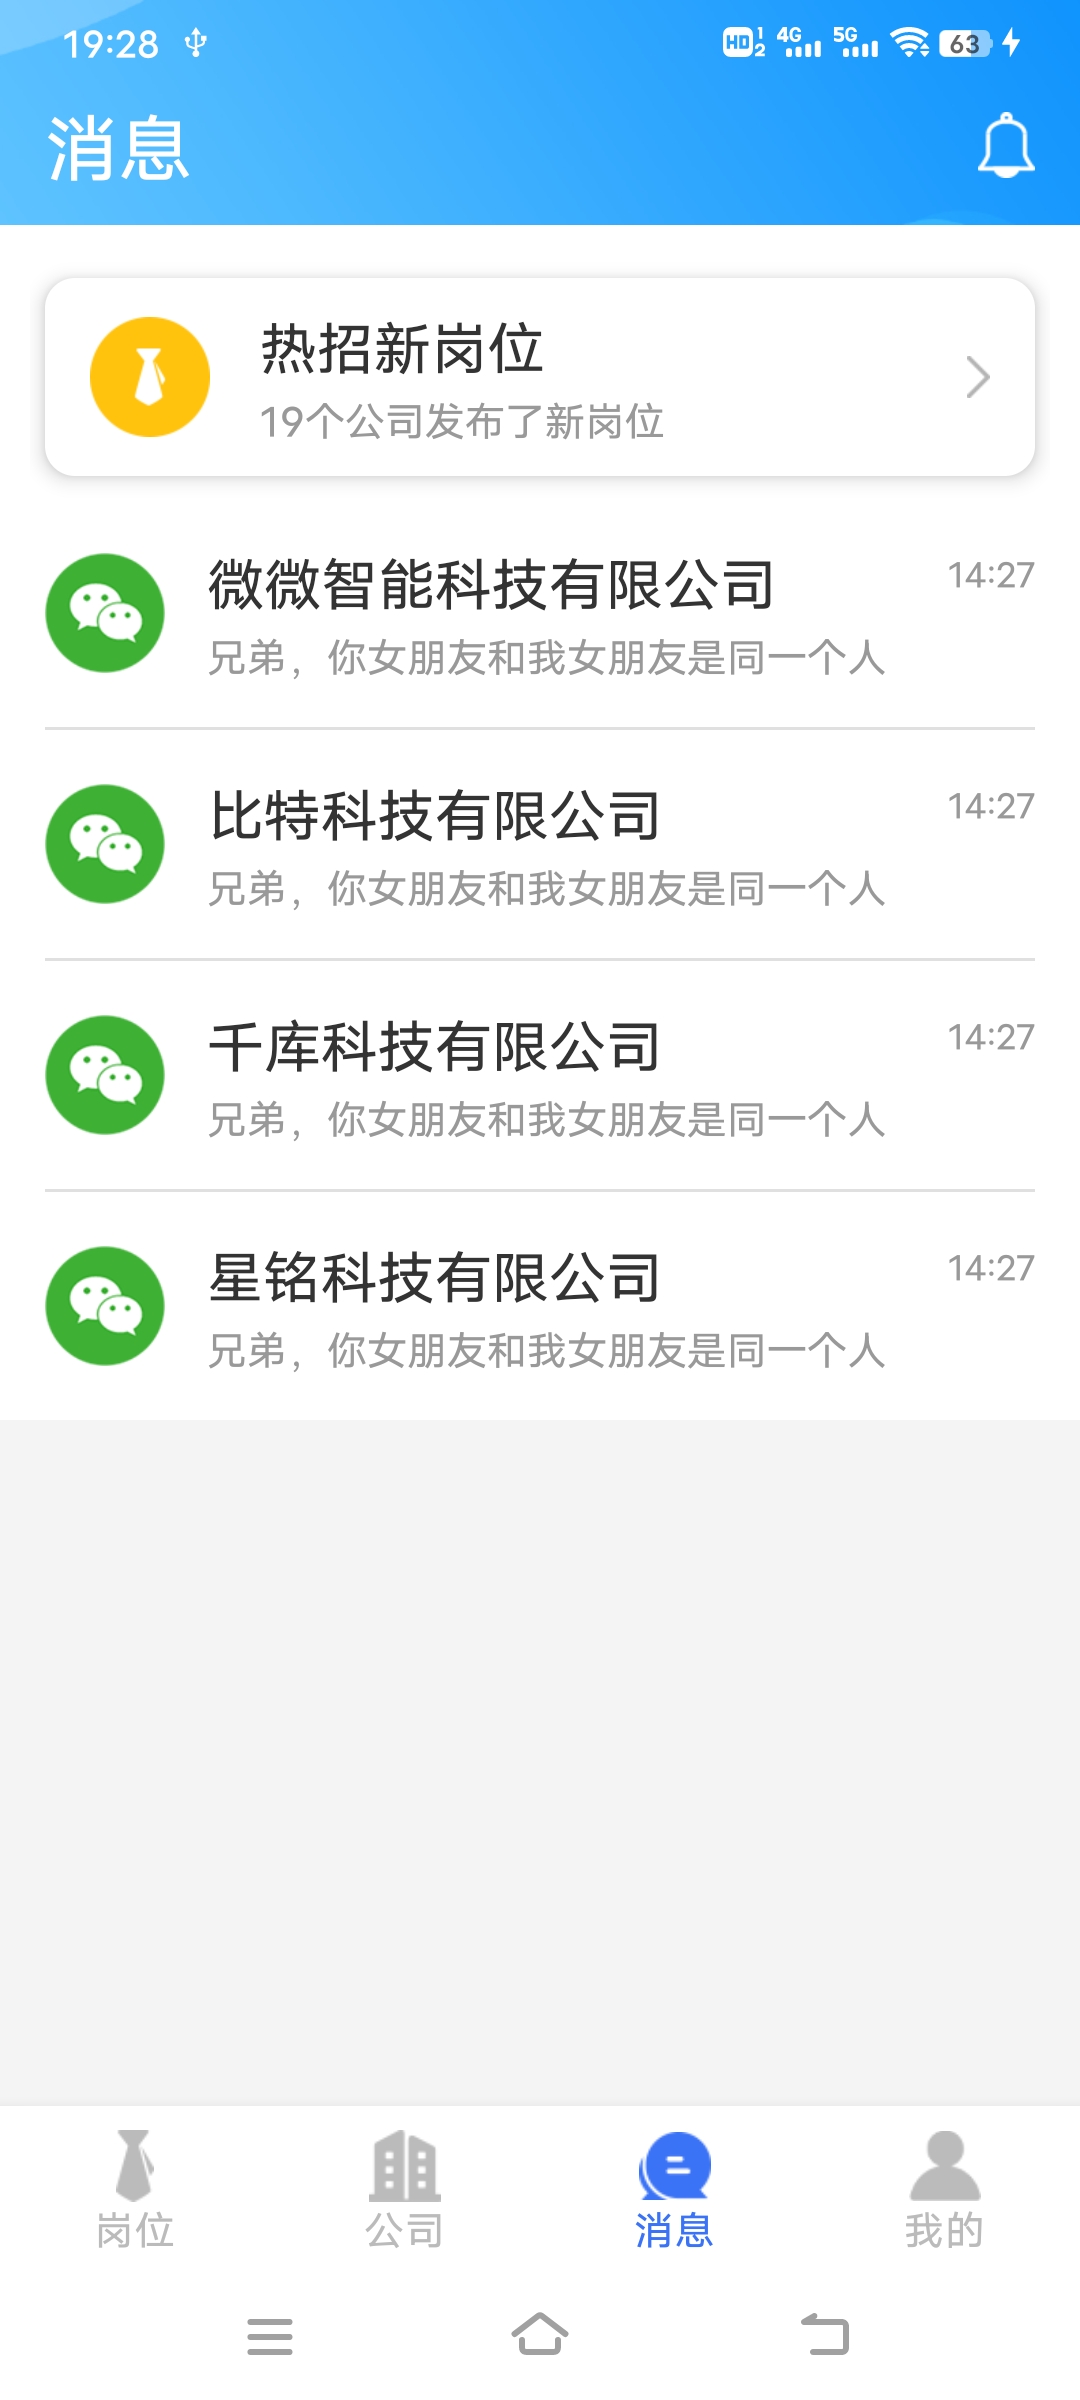 19:28 HD 1 2 4G 5G 63
消息
热招新岗位
19个公司发布了新岗位
微微智能科技有限公司 14:27
兄弟，你女朋友和我女朋友是同一个人
比特科技有限公司 14:27
兄弟，你女朋友和我女朋友是同一个人
千库科技有限公司 14:27
兄弟，你女朋友和我女朋友是同一个人
星铭科技有限公司 14:27
兄弟，你女朋友和我女朋友是同一个人
岗位 公司 消息 我的